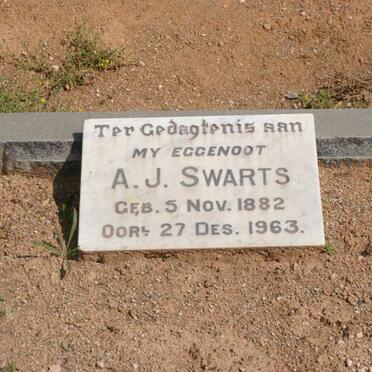 Ter Gedagtenis aan
MY EGGENOOT
A. J. SWARTS
GEB. 5 NOV. 1882
OORL. 27 DES. 1963.